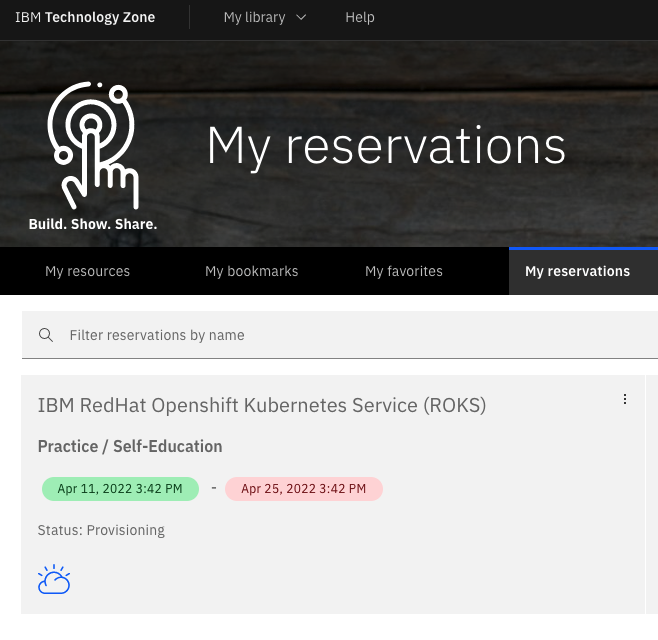 IBM Technology Zone
My library
Help
My reservations
Build. Show. Share.
My resources
My bookmarks
My favorites
My reservations
Filter reservations by name
IBM RedHat Openshift Kubernetes Service (ROKS)
Practice / Self-Education
Apr 11, 2022 3:42 PM - Apr 25, 2022 3:42 PM
Status: Provisioning